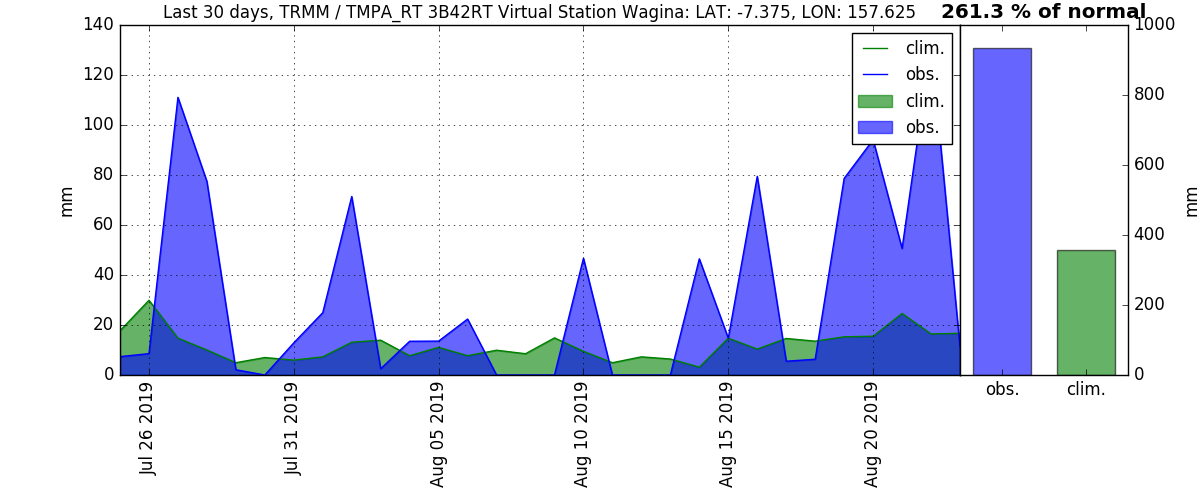 Last 30 days, TRMM / TMPA_RT 3B42RT Virtual Station Wagina: LAT: -7.375, LON: 157.625
261.3 % of normal
140
120
100
80
60
40
20
0
mm
clim.
obs.
clim.
obs.
1000
800
600
400
200
0
mm
Jul 26 2019
Jul 31 2019
Aug 05 2019
Aug 10 2019
Aug 15 2019
Aug 20 2019
obs.
clim.